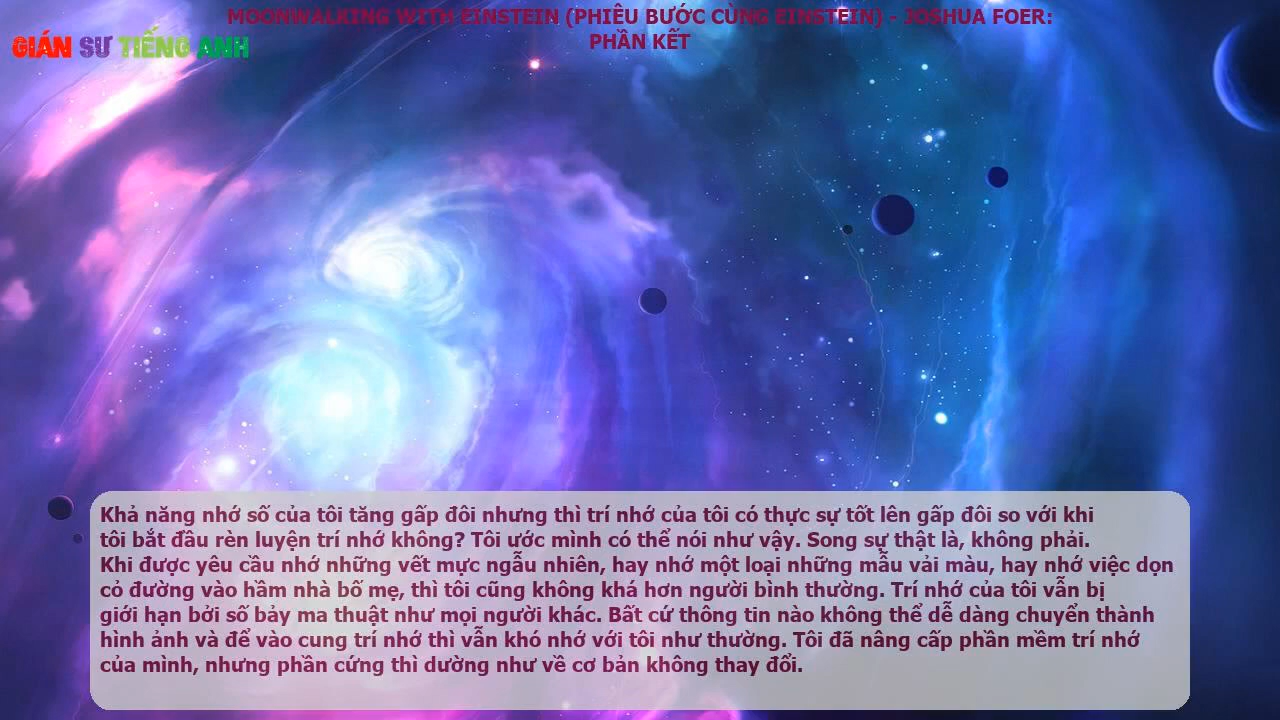 MOONWALKING WITH EINSTEIN (PHIÊU BƯỚC CÙNG EINSTEIN) - JOSHUA FOER:
PHẦN KẾT
GIÁN SƯ TIẾNG ANH
Khả năng nhớ số của tôi tăng gấp đôi nhưng thì trí nhớ của tôi có thực sự tốt lên gấp đôi so với khi
tôi bắt đầu rèn luyện trí nhớ không? Tôi ước mình có thể nói như vậy. Song sự thật là, không phải.
Khi được yêu cầu nhớ những vết mực ngẫu nhiên, hay nhớ một loại những mẫu vải màu, hay nhớ việc dọn
cỏ đường vào hầm nhà bố mẹ, thì tôi cũng không khá hơn người bình thường. Trí nhớ của tôi vẫn bị
giới hạn bởi số bảy ma thuật như mọi người khác. Bất cứ thông tin nào không thể dễ dàng chuyển thành
hình ảnh và để vào cung trí nhớ thì vẫn khó nhớ với tôi như thường. Tôi đã nâng cấp phần mềm trí nhớ
của mình, nhưng phần cứng thì dường như về cơ bản không thay đổi.